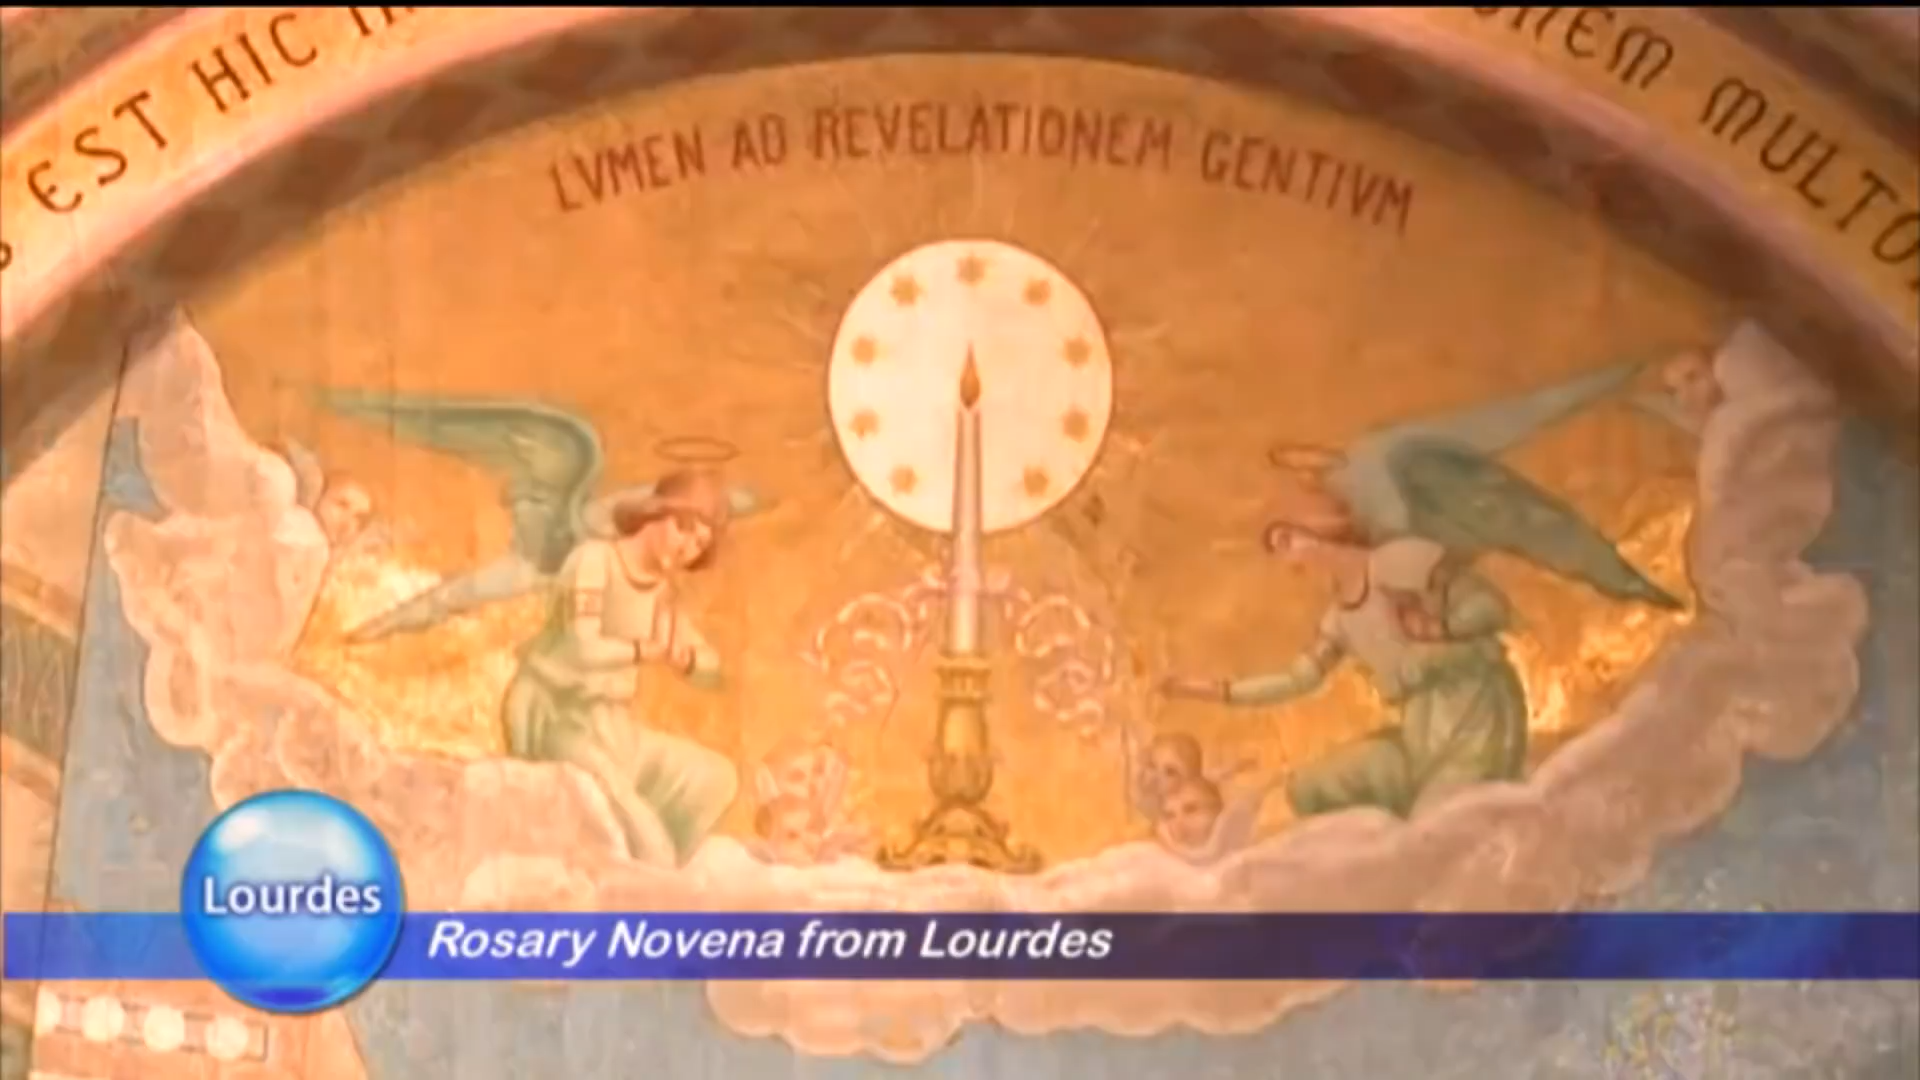 EST HIC
MULTO
LVMEN AD REVELATIONEM GENTIVM
Lourdes
Rosary Novena from Lourdes